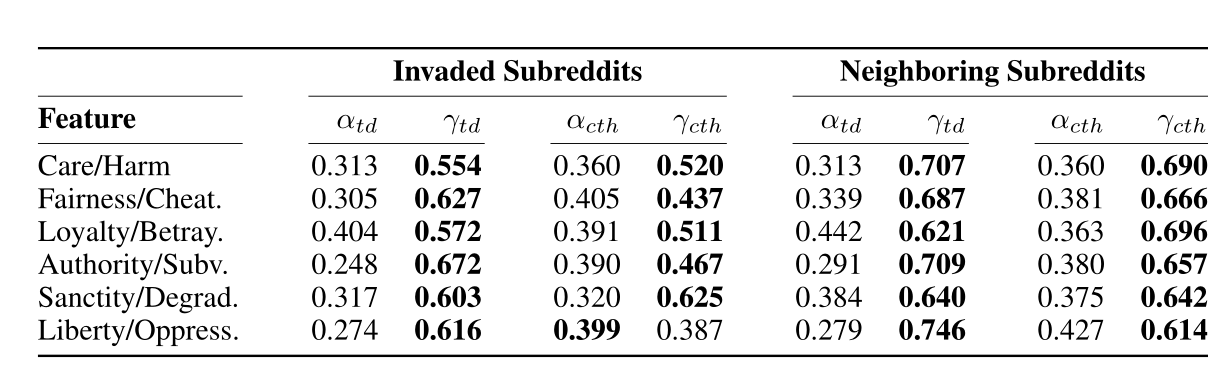 Invaded Subreddits Neighboring Subreddits
Feature α_td γ_td α_cth γ_cth α_td γ_td α_cth γ_cth
Care/Harm 0.313 0.554 0.360 0.520 0.313 0.707 0.360 0.690
Fairness/Cheat. 0.305 0.627 0.405 0.437 0.339 0.687 0.381 0.666
Loyalty/Betray. 0.404 0.572 0.391 0.511 0.442 0.621 0.363 0.696
Authority/Subv. 0.248 0.672 0.390 0.467 0.291 0.709 0.380 0.657
Sanctity/Degrad. 0.317 0.603 0.320 0.625 0.384 0.640 0.375 0.642
Liberty/Oppress. 0.274 0.616 0.399 0.387 0.279 0.746 0.427 0.614